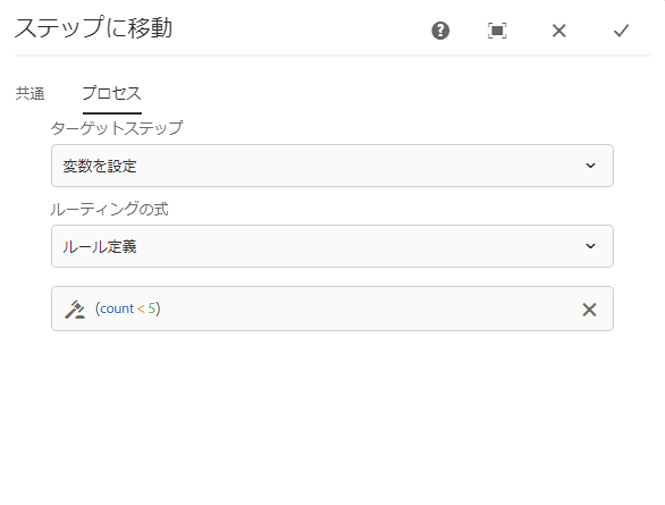 ステップに移動
共通 プロセス
ターゲットステップ
変数を設定
ルーティングの式
ルール定義
(count < 5)